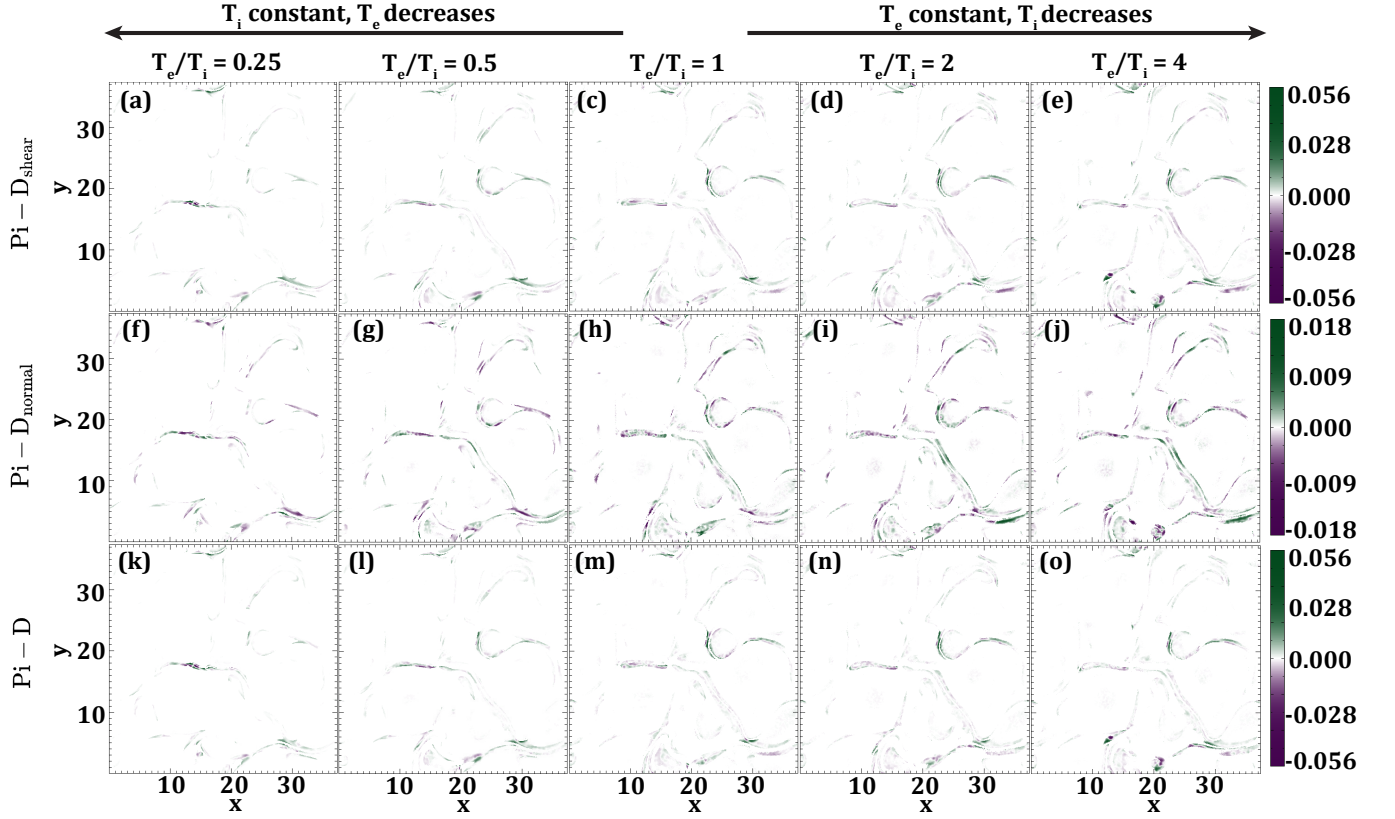 T_i constant, T_e decreases
T_e constant, T_i decreases
T_e/T_i = 0.25
T_e/T_i = 0.5
T_e/T_i = 1
T_e/T_i = 2
T_e/T_i = 4
(a)
(b)
(c)
(d)
(e)
Pi − D_shear
y
30
20
10
0.056
0.028
0.000
-0.028
-0.056
(f)
(g)
(h)
(i)
(j)
Pi − D_normal
y
30
20
10
0.018
0.009
0.000
-0.009
-0.018
(k)
(l)
(m)
(n)
(o)
Pi − D
y
30
20
10
0.056
0.028
0.000
-0.028
-0.056
10 20 30
10 20 30
10 20 30
10 20 30
10 20 30
x
x
x
x
x